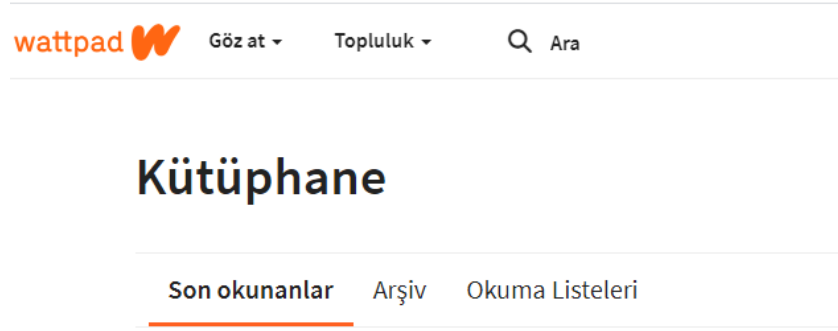 wattpad Göz at Topluluk Ara
Kütüphane
Son okunanlar Arşiv Okuma Listeleri